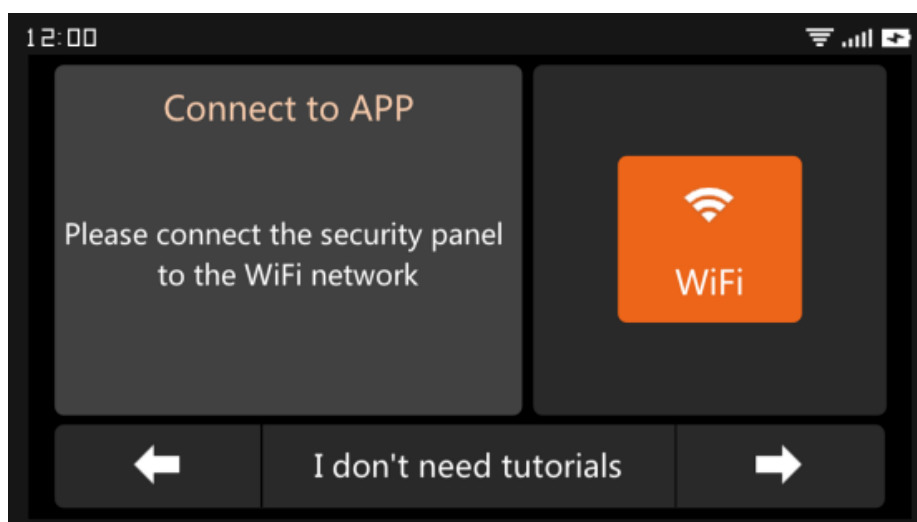 12:00
Connect to APP
Please connect the security panel
to the WiFi network
WiFi
I don't need tutorials